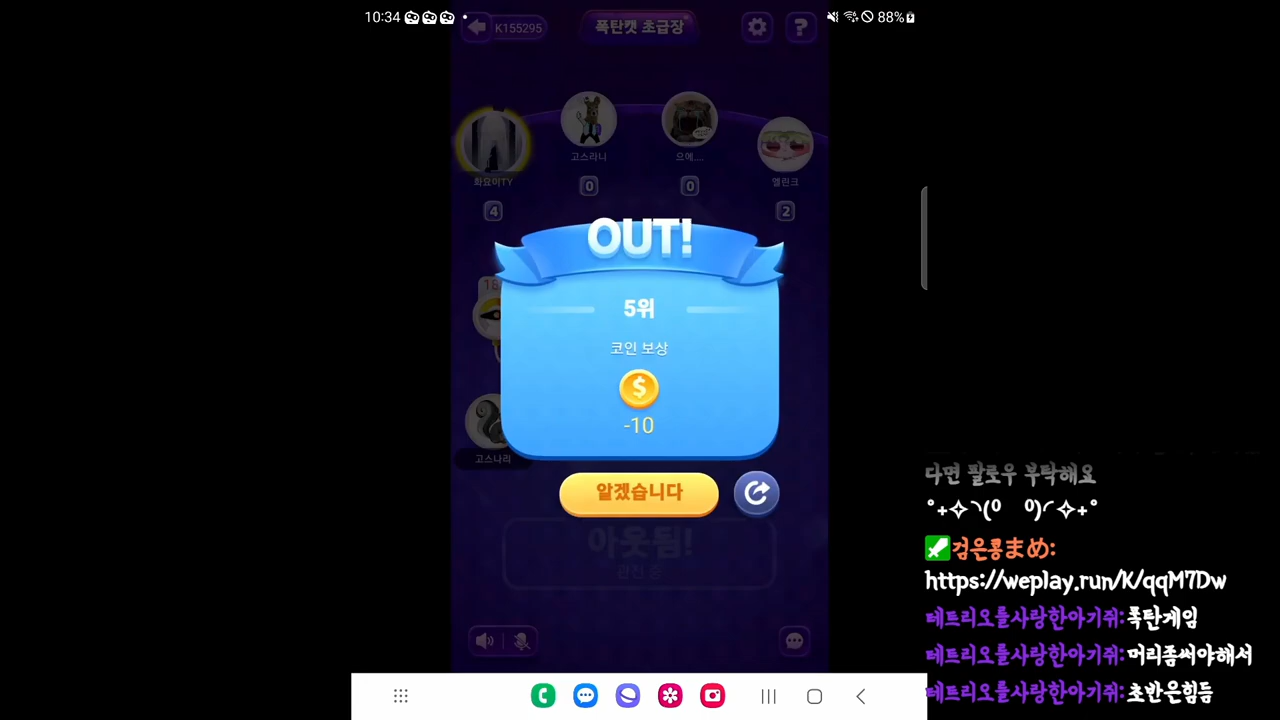 10:34
88%
K155295
폭탄캣 초급장
?
화묘마TY
고스라니
으에....
앨린크
4
0
0
2
OUT!
5위
코인 보상
$
-10
고스나리
알겠습니다
아웃됨!
관전 중
다면 팔로우 부탁해요
검은콩まめ:
https://weplay.run/K/qqM7Dw
테트리오를사랑한아기쥐: 폭탄게임
테트리오를사랑한아기쥐: 머리좀써야해서
테트리오를사랑한아기쥐: 초반은힘듬